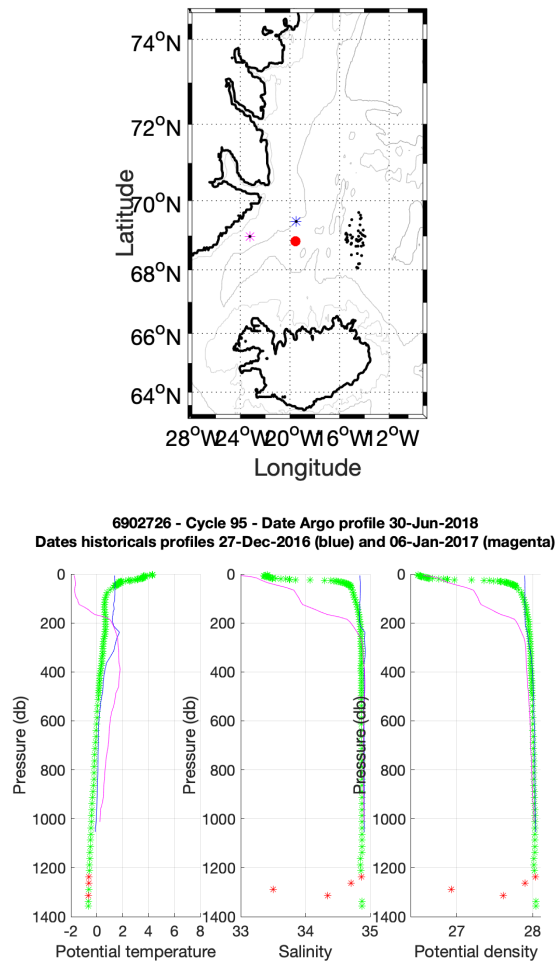 74°N
72°N
70°N
68°N
66°N
64°N
Latitude
28°W 24°W 20°W 16°W 12°W
Longitude
6902726 - Cycle 95 - Date Argo profile 30-Jun-2018
Dates historicals profiles 27-Dec-2016 (blue) and 06-Jan-2017 (magenta)
0 0 0
200 200 200
400 400 400
600 600 600
800 800 800
1000 1000 1000
1200 1200 1200
1400 1400 1400
Pressure (db) Pressure (db) Pressure (db)
-2 0 2 4 6 8 33 34 35 27 28
Potential temperature Salinity Potential density